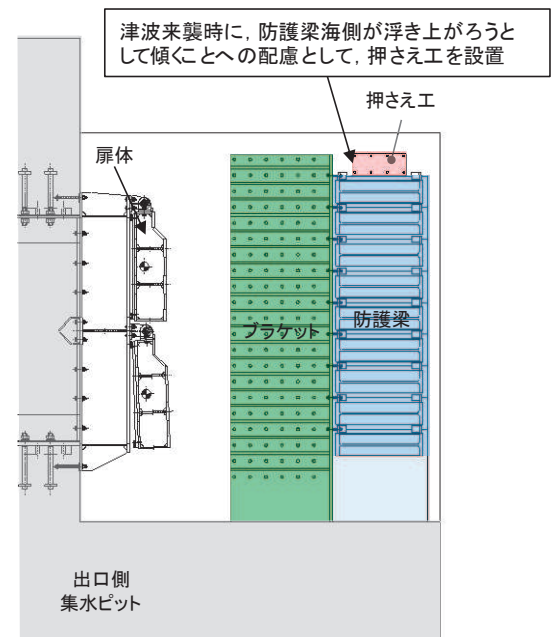 津波来襲時に，防護梁海側が浮き上がろうと
して傾くことへの配慮として，押さえ工を設置
押さえ工
扉体
ブラケット
防護梁
出口側
集水ピット